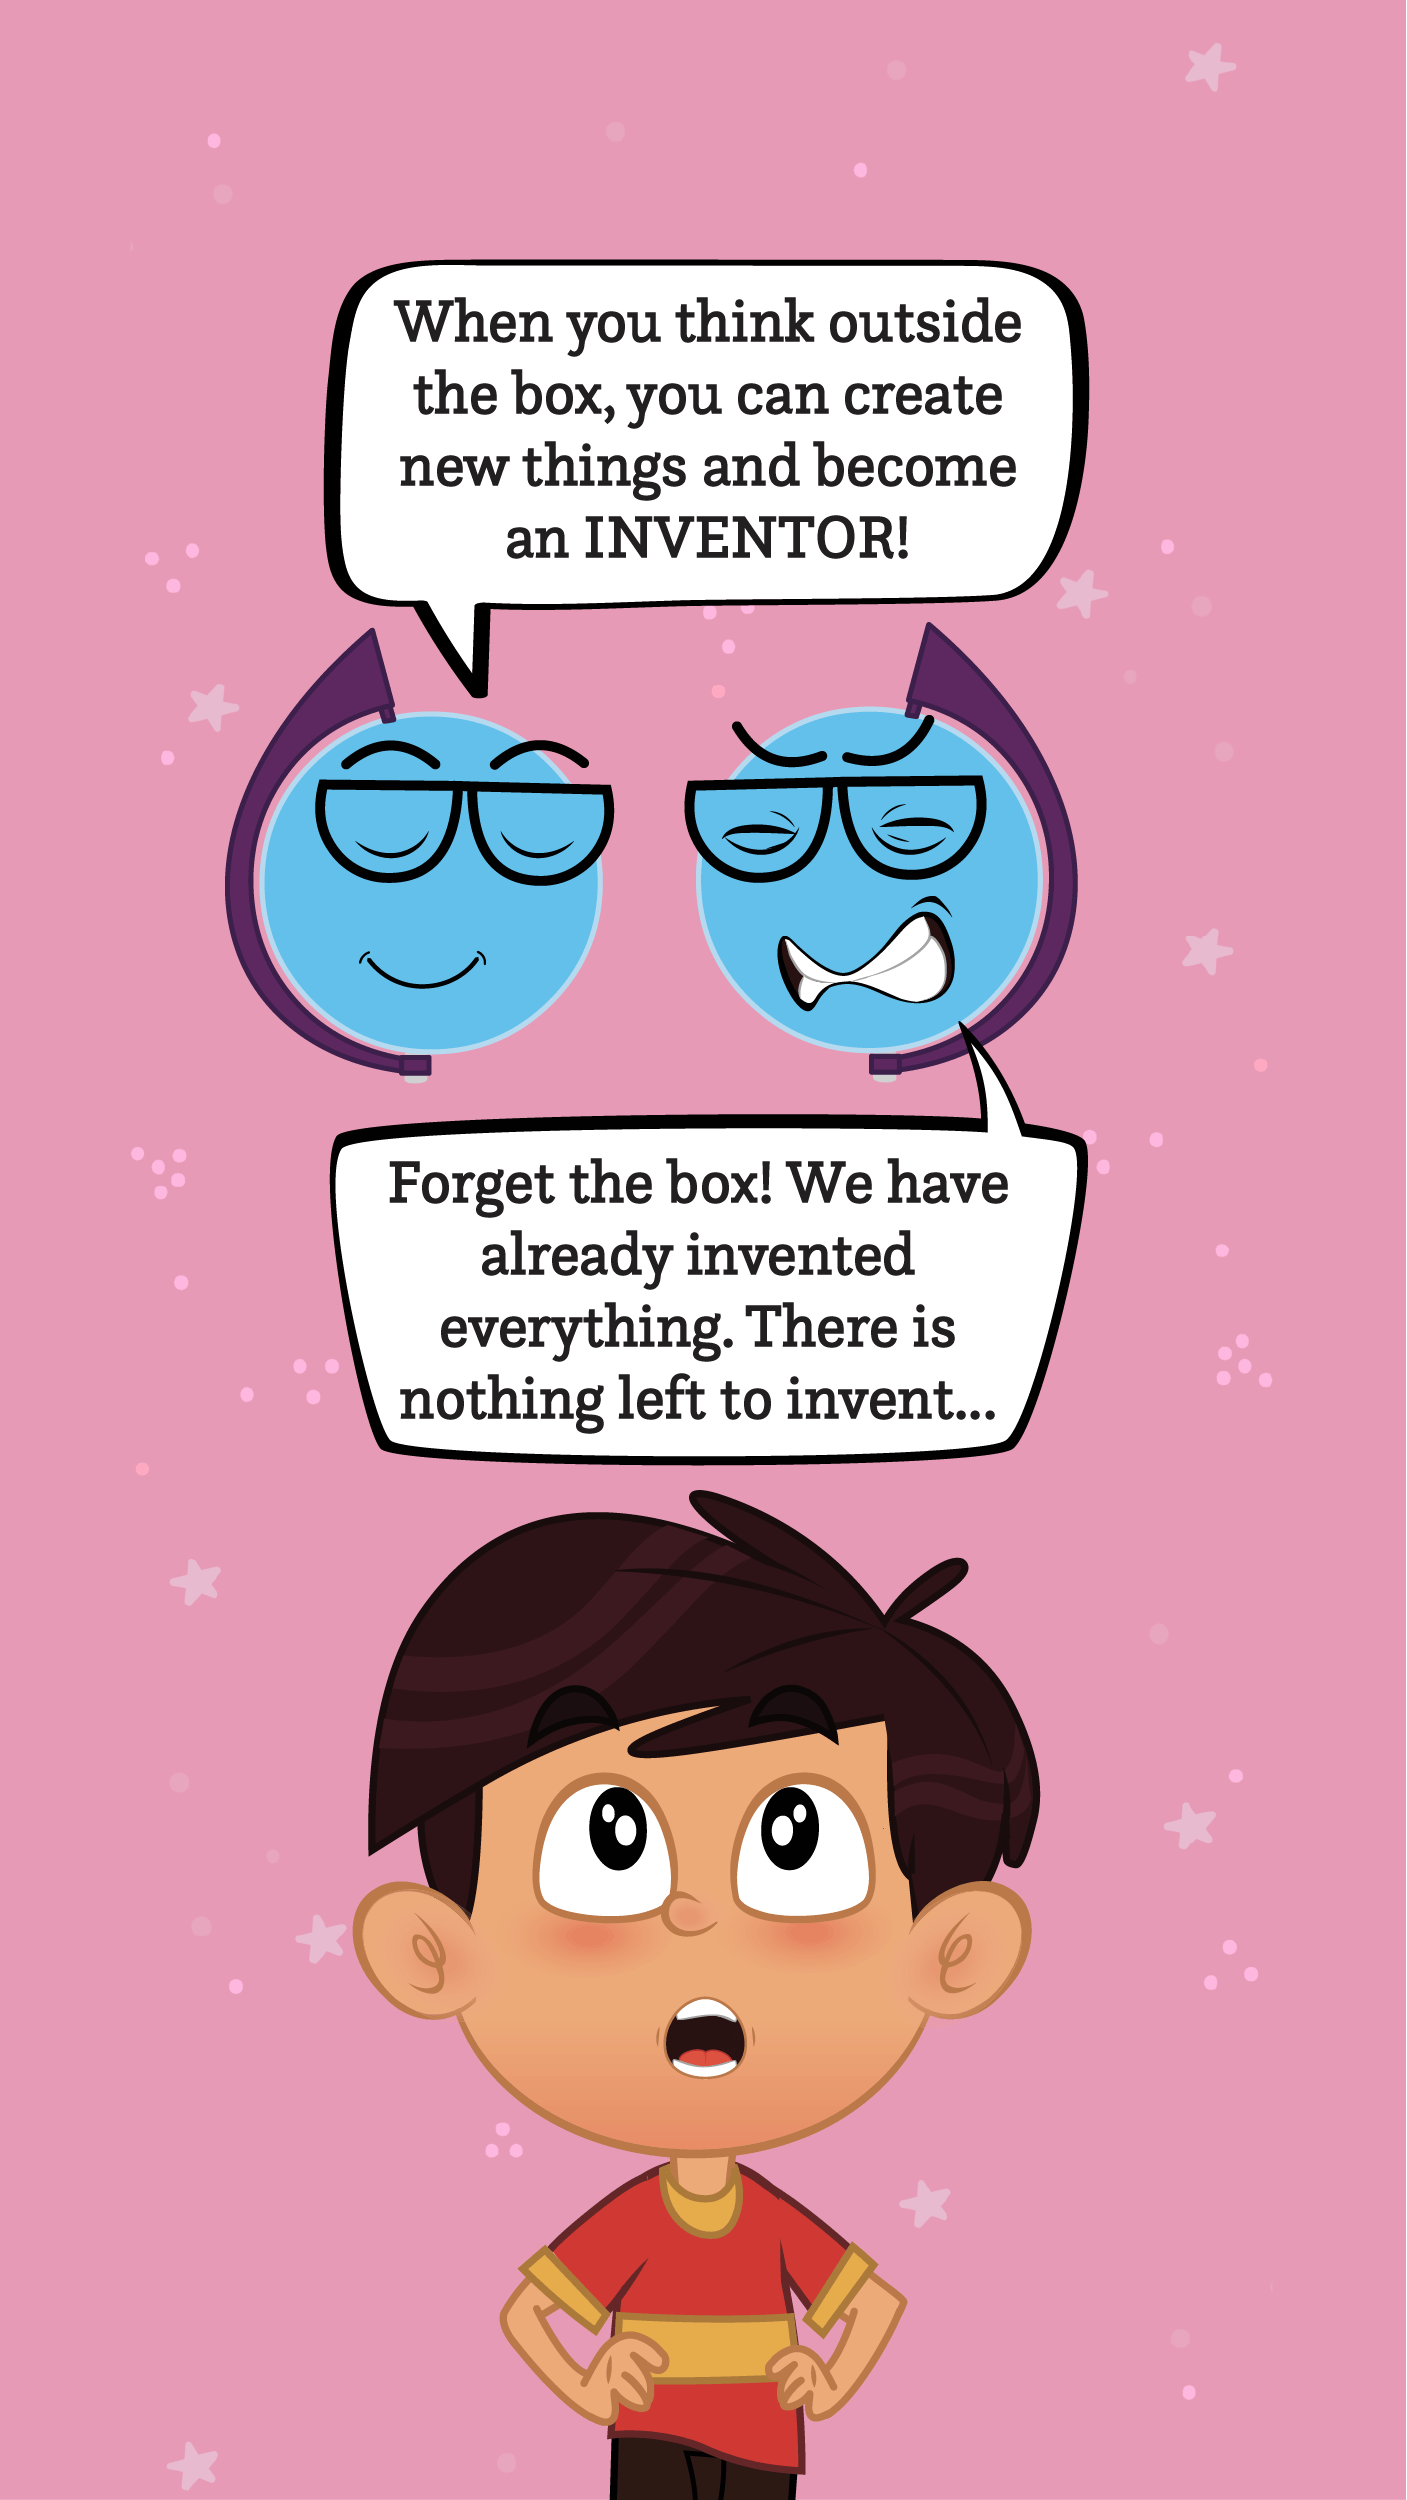 When you think outside
the box, you can create
new things and become
an INVENTOR!
Forget the box! We have
already invented
everything. There is
nothing left to invent...